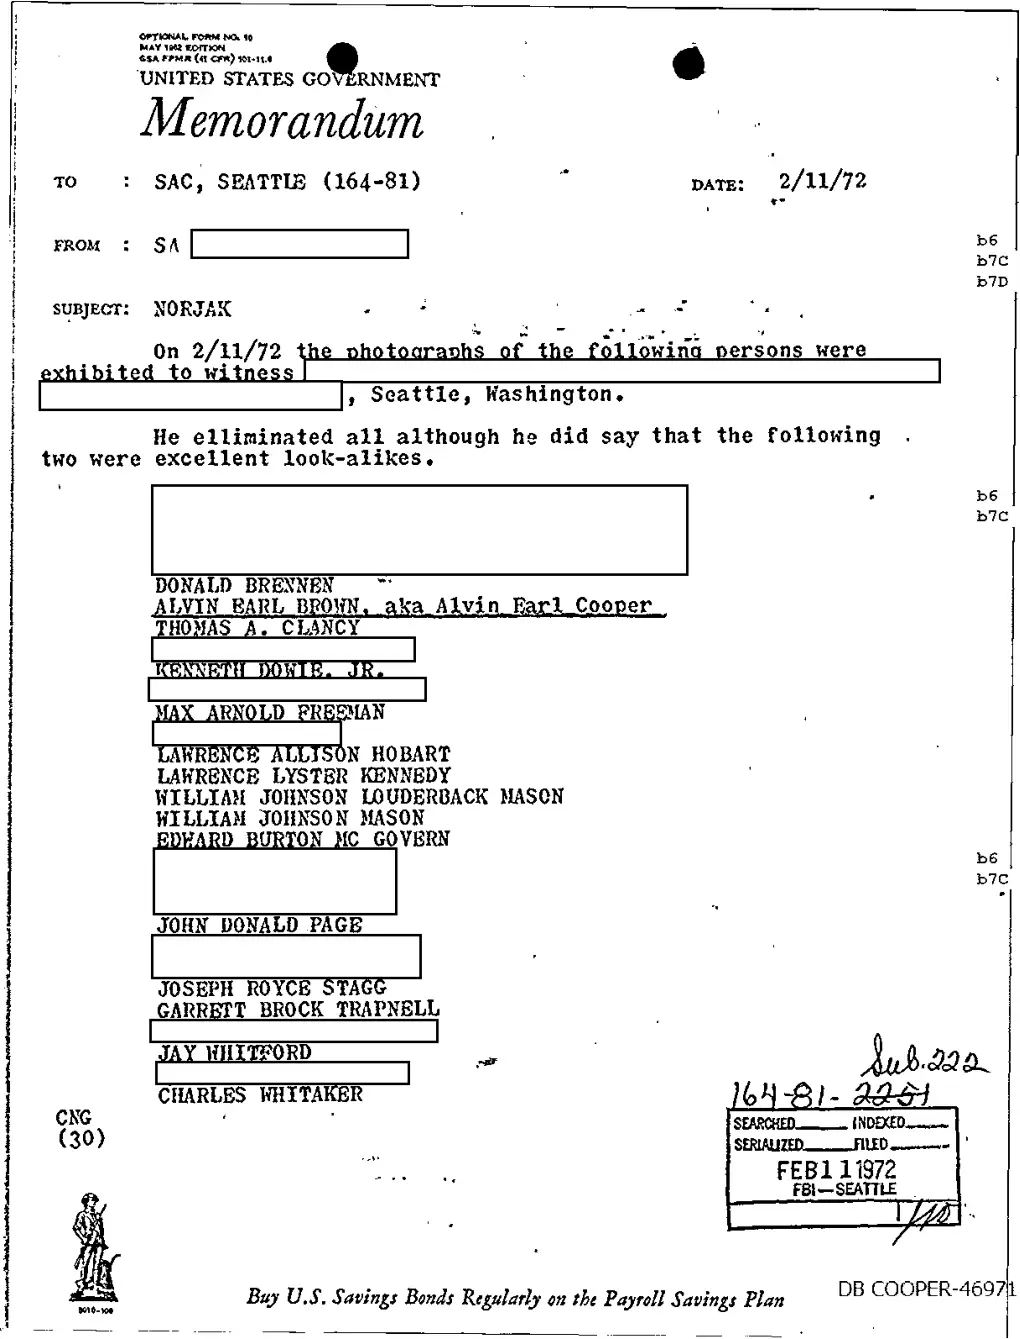 OPTIONAL FORM NO. 10
MAY 1962 EDITION
GSA FPMR (41 CFR) 101-11.6
UNITED STATES GOVERNMENT
Memorandum
TO : SAC, SEATTLE (164-81) DATE: 2/11/72
FROM : SA
b6
b7C
b7D
SUBJECT: NORJAK
On 2/11/72 the photographs of the following persons were
exhibited to witness
, Seattle, Washington.
He elliminated all although he did say that the following
two were excellent look-alikes.
b6
b7C
DONALD BRENNEN
ALVIN EARL BROWN, aka Alvin Earl Cooper
THOMAS A. CLANCY
KENNETH DOWIE, JR.
MAX ARNOLD FREEMAN
LAWRENCE ALLISON HOBART
LAWRENCE LYSTER KENNEDY
WILLIAM JOHNSON LOUDERBACK MASON
WILLIAM JOHNSON MASON
EDWARD BURTON MC GOVERN
b6
b7C
JOHN DONALD PAGE
JOSEPH ROYCE STAGG
GARRETT BROCK TRAPNELL
JAY WHITFORD
CHARLES WHITAKER
Sub.222
164-81-2251
CNG
(30)
SEARCHED INDEXED
SERIALIZED FILED
FEB 11 1972
FBI—SEATTLE
5010-108
Buy U.S. Savings Bonds Regularly on the Payroll Savings Plan
DB COOPER-46971